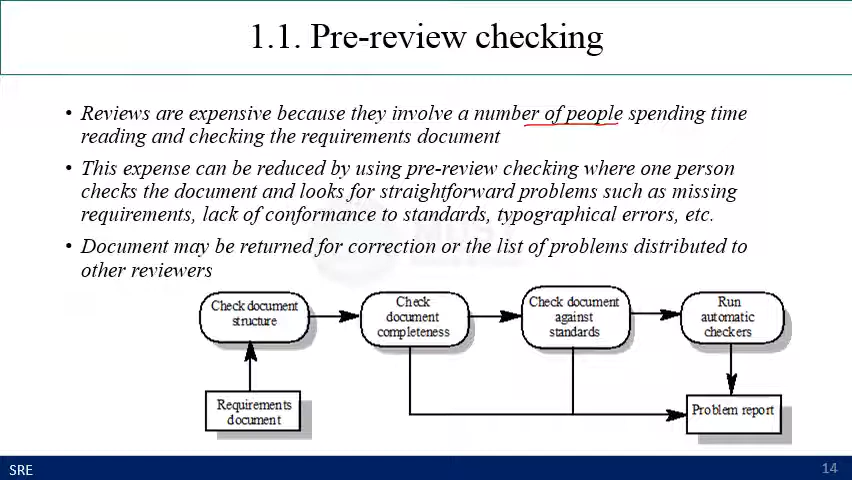 1.1. Pre-review checking
• Reviews are expensive because they involve a number of people spending time
reading and checking the requirements document
• This expense can be reduced by using pre-review checking where one person
checks the document and looks for straightforward problems such as missing
requirements, lack of conformance to standards, typographical errors, etc.
• Document may be returned for correction or the list of problems distributed to
other reviewers
Check document
structure
Check
document
completeness
Check document
against
standards
Run
automatic
checkers
Requirements
document
Problem report
SRE
14